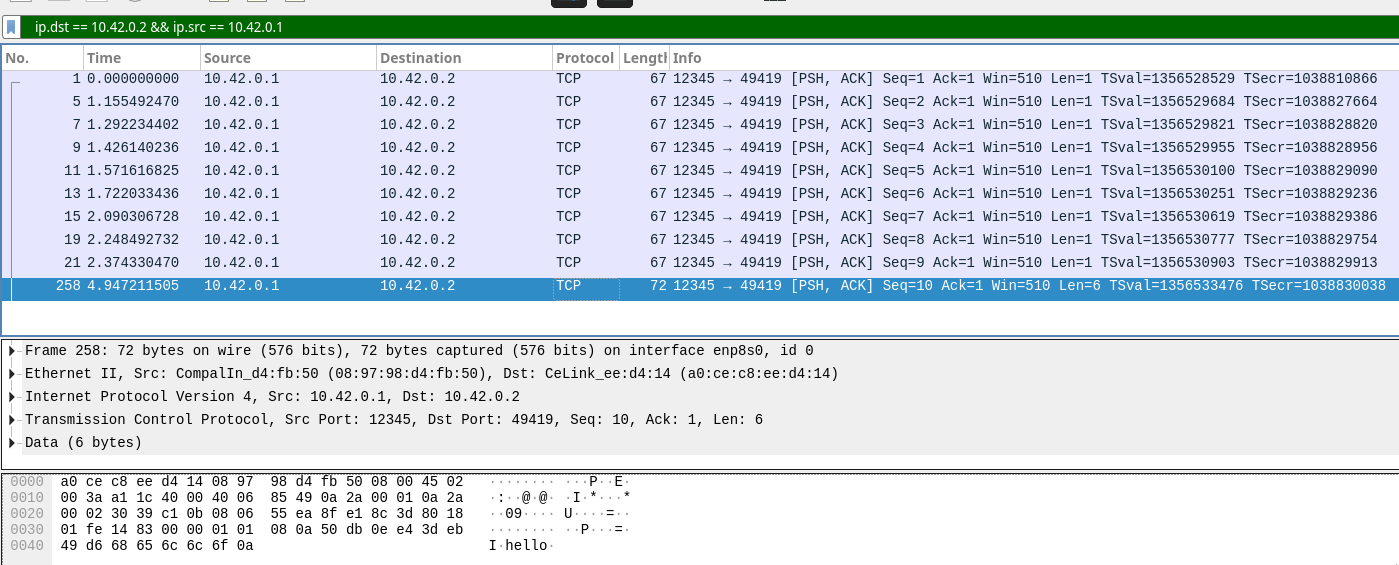 ip.dst == 10.42.0.2 && ip.src == 10.42.0.1
No. Time Source Destination Protocol Length Info
1 0.000000000 10.42.0.1 10.42.0.2 TCP 67 12345 → 49419 [PSH, ACK] Seq=1 Ack=1 Win=510 Len=1 TSval=1356528529 TSecr=1038810866
5 1.155492470 10.42.0.1 10.42.0.2 TCP 67 12345 → 49419 [PSH, ACK] Seq=2 Ack=1 Win=510 Len=1 TSval=1356529684 TSecr=1038827664
7 1.292234402 10.42.0.1 10.42.0.2 TCP 67 12345 → 49419 [PSH, ACK] Seq=3 Ack=1 Win=510 Len=1 TSval=1356529821 TSecr=1038828820
9 1.426140236 10.42.0.1 10.42.0.2 TCP 67 12345 → 49419 [PSH, ACK] Seq=4 Ack=1 Win=510 Len=1 TSval=1356529955 TSecr=1038828956
11 1.571616825 10.42.0.1 10.42.0.2 TCP 67 12345 → 49419 [PSH, ACK] Seq=5 Ack=1 Win=510 Len=1 TSval=1356530100 TSecr=1038829090
13 1.722033436 10.42.0.1 10.42.0.2 TCP 67 12345 → 49419 [PSH, ACK] Seq=6 Ack=1 Win=510 Len=1 TSval=1356530251 TSecr=1038829236
15 2.090306728 10.42.0.1 10.42.0.2 TCP 67 12345 → 49419 [PSH, ACK] Seq=7 Ack=1 Win=510 Len=1 TSval=1356530619 TSecr=1038829386
19 2.248492732 10.42.0.1 10.42.0.2 TCP 67 12345 → 49419 [PSH, ACK] Seq=8 Ack=1 Win=510 Len=1 TSval=1356530777 TSecr=1038829754
21 2.374330470 10.42.0.1 10.42.0.2 TCP 67 12345 → 49419 [PSH, ACK] Seq=9 Ack=1 Win=510 Len=1 TSval=1356530903 TSecr=1038829913
258 4.947211505 10.42.0.1 10.42.0.2 TCP 72 12345 → 49419 [PSH, ACK] Seq=10 Ack=1 Win=510 Len=6 TSval=1356533476 TSecr=1038830038
Frame 258: 72 bytes on wire (576 bits), 72 bytes captured (576 bits) on interface enp8s0, id 0
Ethernet II, Src: CompalIn_d4:fb:50 (08:97:98:d4:fb:50), Dst: CeLink_ee:d4:14 (a0:ce:c8:ee:d4:14)
Internet Protocol Version 4, Src: 10.42.0.1, Dst: 10.42.0.2
Transmission Control Protocol, Src Port: 12345, Dst Port: 49419, Seq: 10, Ack: 1, Len: 6
Data (6 bytes)
0000 a0 ce c8 ee d4 14 08 97 98 d4 fb 50 08 00 45 02 ········ ···P··E·
0010 00 3a a1 1c 40 00 40 06 85 49 0a 2a 00 01 0a 2a ·:··@·@· ·I·*···*
0020 00 02 30 39 c1 0b 08 06 55 ea 8f e1 8c 3d 80 18 ··09···· U····=··
0030 01 fe 14 83 00 00 01 01 08 0a 50 db 0e e4 3d eb ········ ··P···=·
0040 49 d6 68 65 6c 6c 6f 0a I·hello·